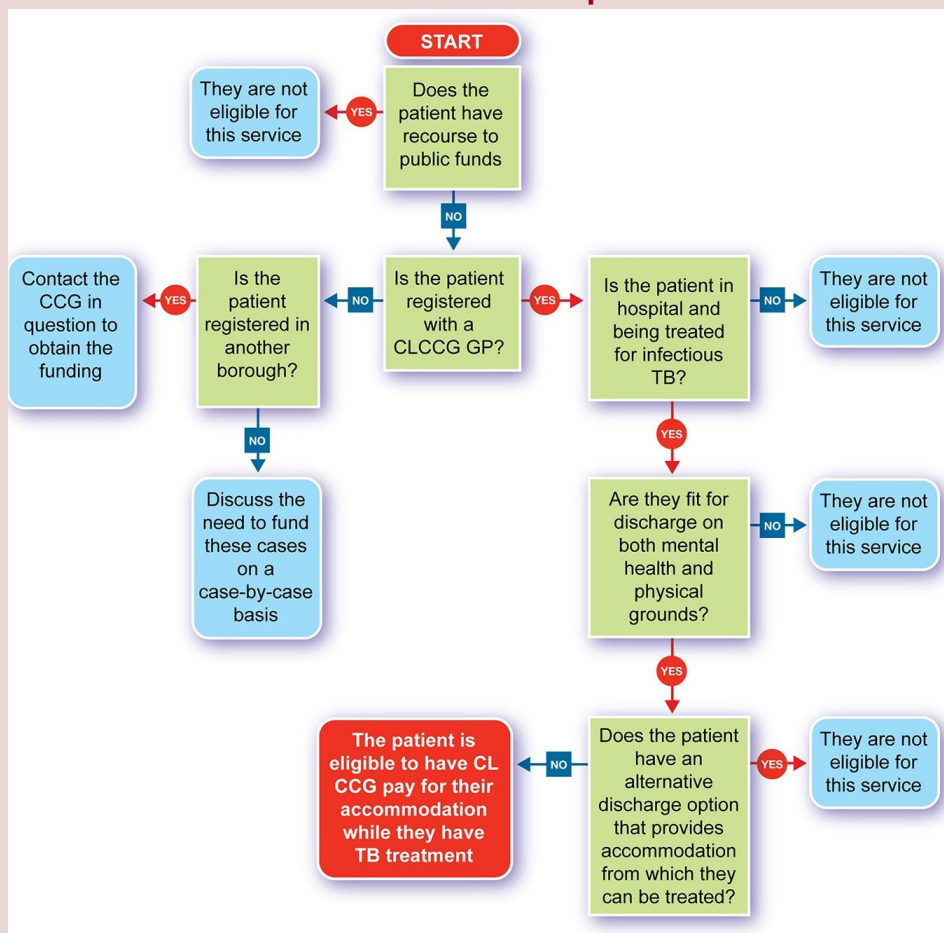 START
Does the
patient have
recourse to
public funds
YES
They are not
eligible for
this service
NO
Is the patient
registered
with a
CLCCG GP?
NO
Is the
patient
registered in
another
borough?
YES
Contact the
CCG in
question to
obtain the
funding
NO
Discuss the
need to fund
these cases
on a
case-by-case
basis
YES
Is the patient in
hospital and
being treated
for infectious
TB?
NO
They are not
eligible for
this service
YES
Are they fit for
discharge on
both mental
health and
physical
grounds?
NO
They are not
eligible for
this service
YES
Does the patient
have an
alternative
discharge option
that provides
accommodation
from which they
can be treated?
YES
They are not
eligible for
this service
NO
The patient is
eligible to have CL
CCG pay for their
accommodation
while they have
TB treatment